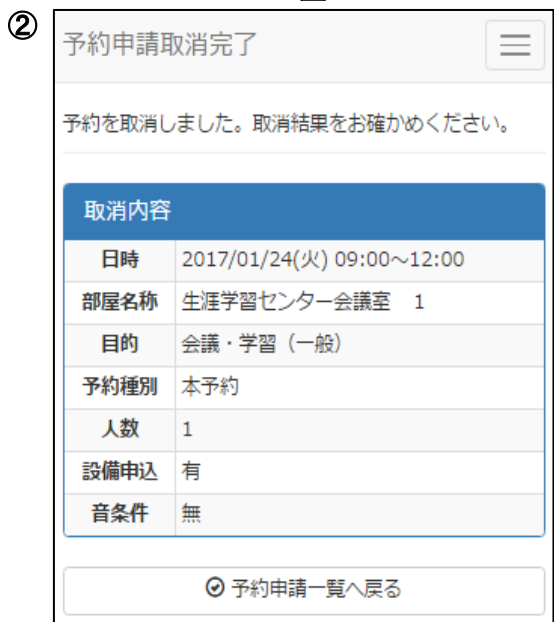 ②
予約申請取消完了
予約を取消しました。取消結果をお確かめください。
取消内容
日時 2017/01/24(火) 09:00～12:00
部屋名称 生涯学習センター会議室　1
目的 会議・学習（一般）
予約種別 本予約
人数 1
設備申込 有
音条件 無
予約申請一覧へ戻る